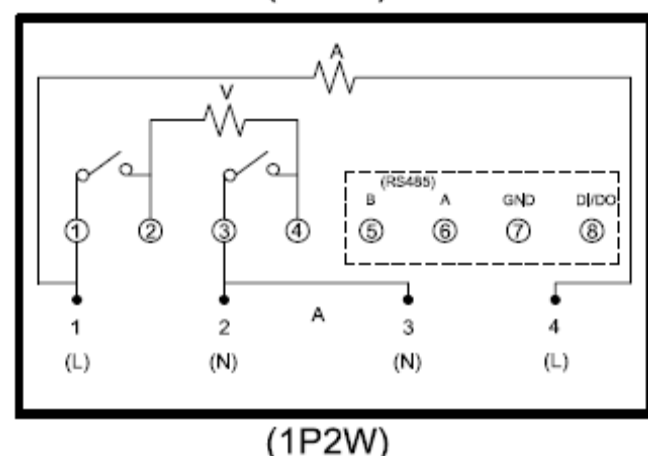 A
V
(RS485)
B A GND DI/DO
① ② ③ ④ ⑤ ⑥ ⑦ ⑧
1 2 A 3 4
(L) (N) (N) (L)
(1P2W)